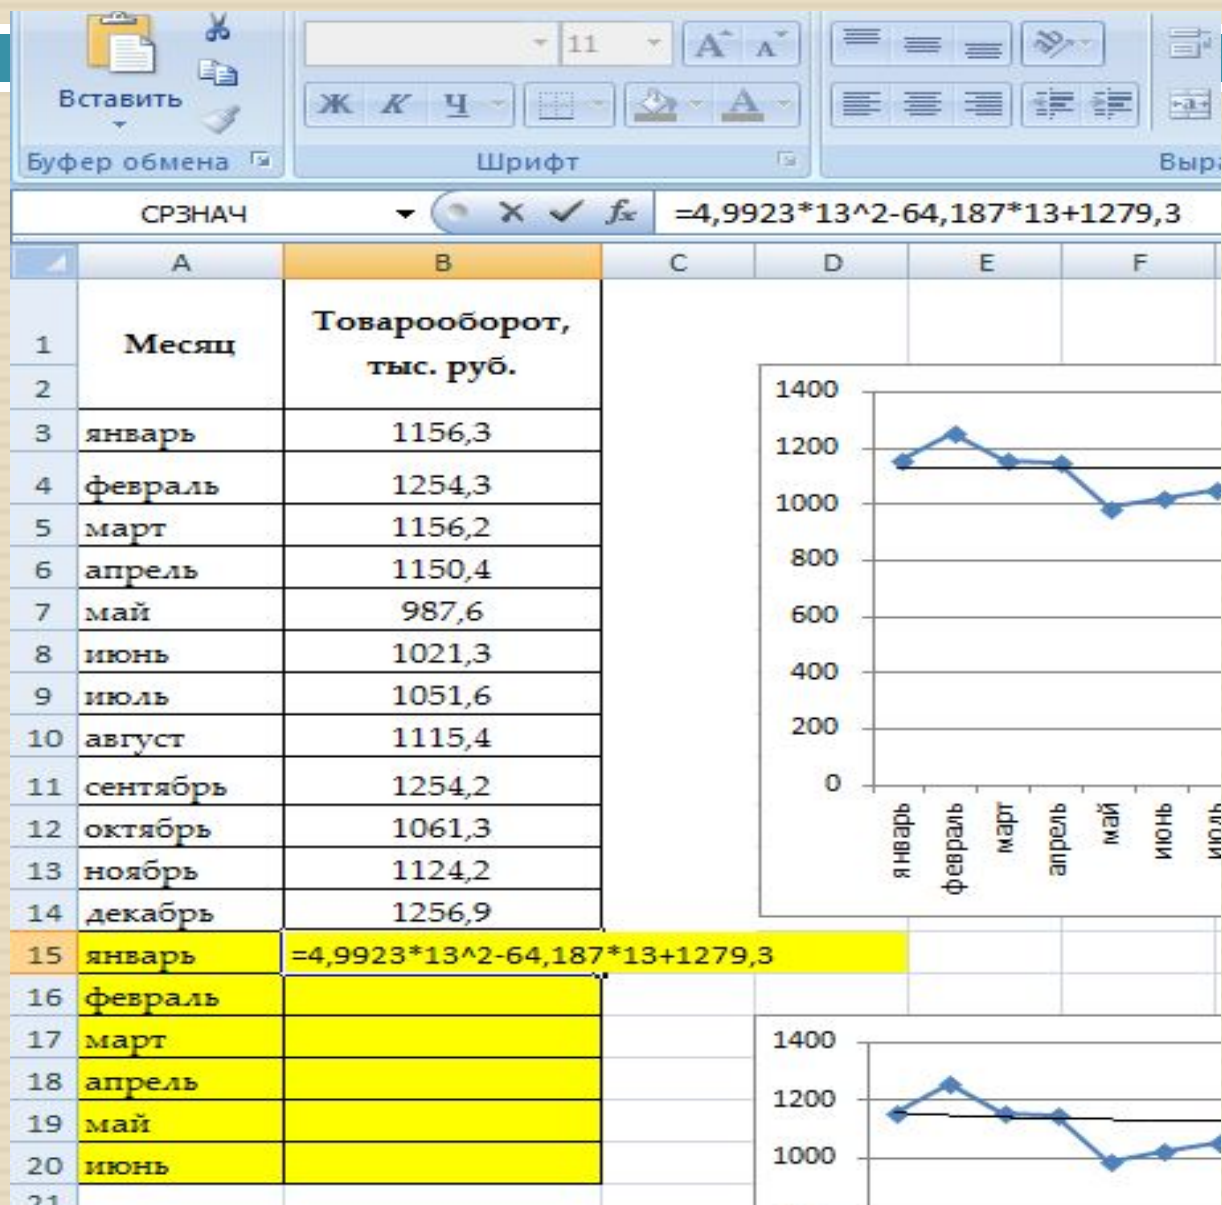 11
A A
Вставить
Ж К Ч А
Буфер обмена Шрифт
СРЗНАЧ fx =4,9923*13^2-64,187*13+1279,3
A B C D E F
1 Месяц Товарооборот,
2 тыс. руб.
3 январь 1156,3
4 февраль 1254,3
5 март 1156,2
6 апрель 1150,4
7 май 987,6
8 июнь 1021,3
9 июль 1051,6
10 август 1115,4
11 сентябрь 1254,2
12 октябрь 1061,3
13 ноябрь 1124,2
14 декабрь 1256,9
15 январь =4,9923*13^2-64,187*13+1279,3
16 февраль
17 март
18 апрель
19 май
20 июнь
21
1400
1200
1000
800
600
400
200
0
январь
февраль
март
апрель
май
июнь
июль
1400
1200
1000